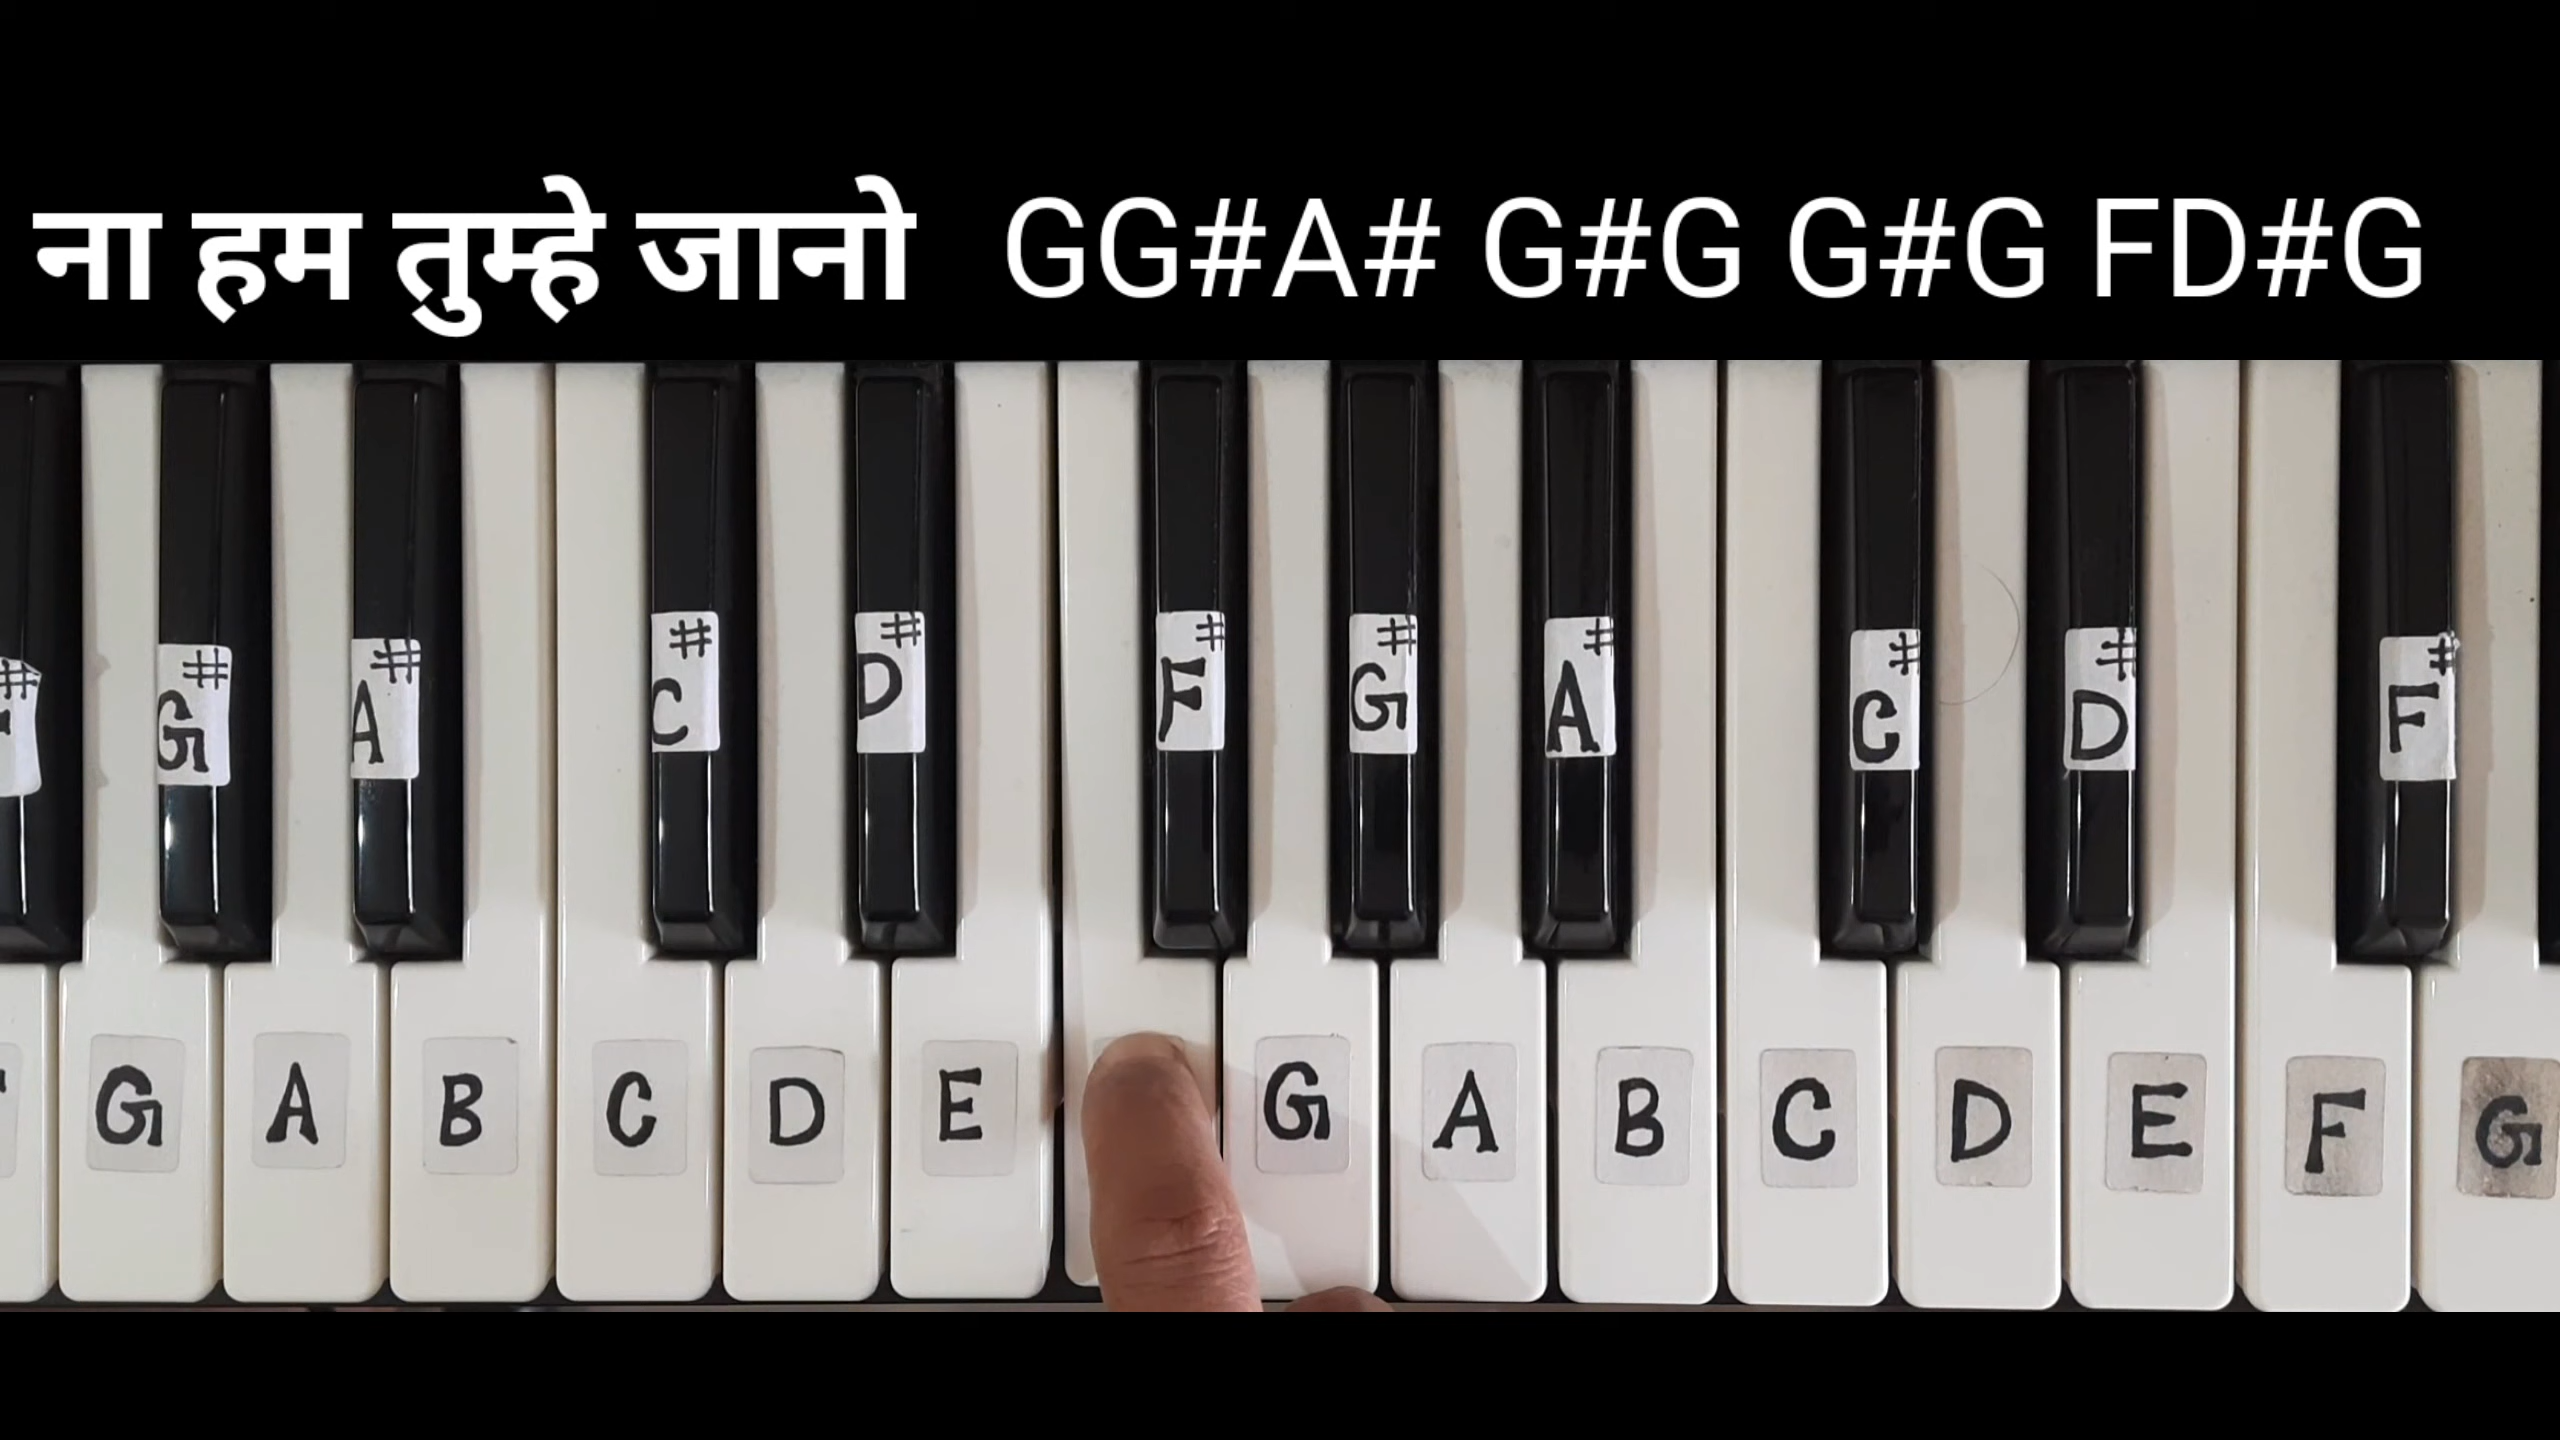 ना हम तुम्हे जानो GG#A# G#G G#G FD#G
# # # # # # # # # #
G A C D F G A C D F
G A B C D E G A B C D E F G